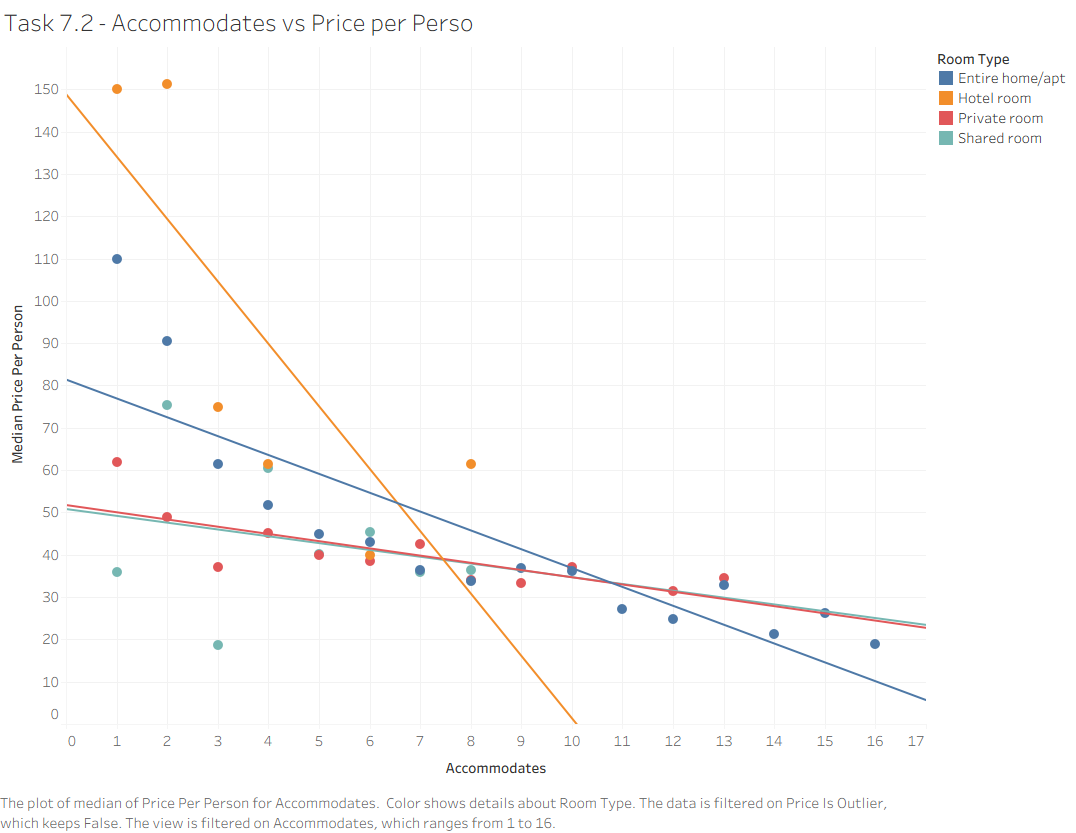 Task 7.2 - Accommodates vs Price per Perso
Room Type
Entire home/apt
Hotel room
Private room
Shared room
Median Price Per Person
150
140
130
120
110
100
90
80
70
60
50
40
30
20
10
0
0 1 2 3 4 5 6 7 8 9 10 11 12 13 14 15 16 17
Accommodates
The plot of median of Price Per Person for Accommodates.  Color shows details about Room Type. The data is filtered on Price Is Outlier,
which keeps False. The view is filtered on Accommodates, which ranges from 1 to 16.